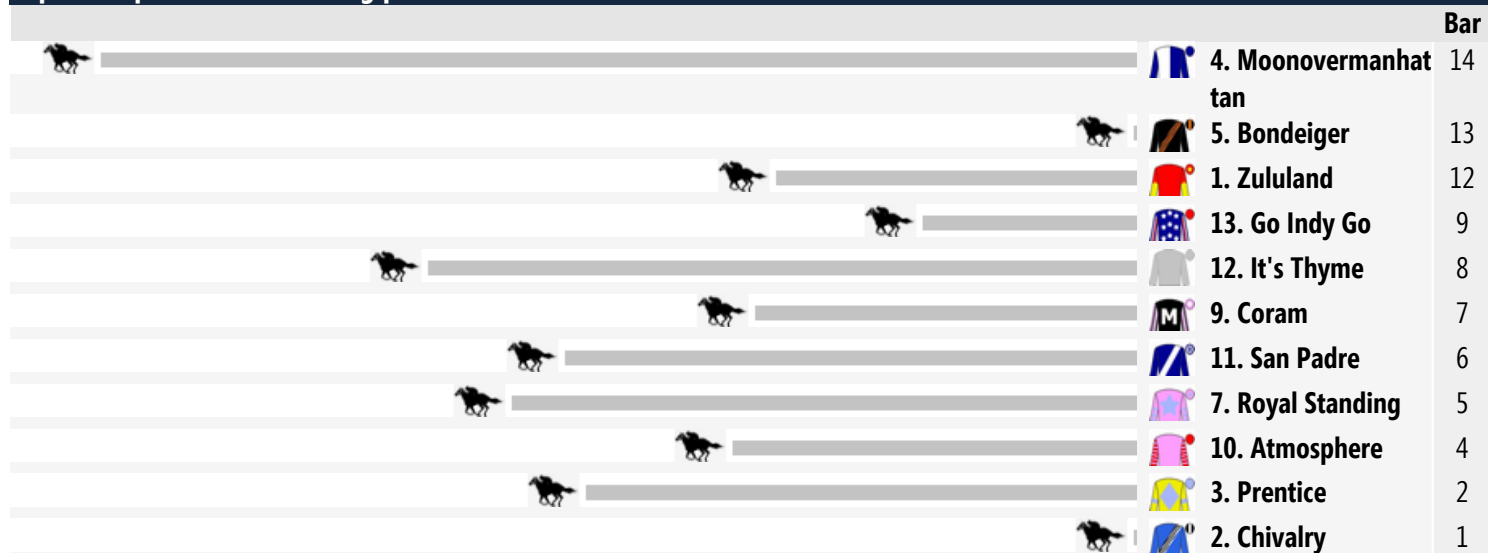 Bar
4. Moonovermanhat 14
tan
5. Bondeiger 13
1. Zululand 12
13. Go Indy Go 9
12. It's Thyme 8
M 9. Coram 7
11. San Padre 6
7. Royal Standing 5
10. Atmosphere 4
3. Prentice 2
2. Chivalry 1